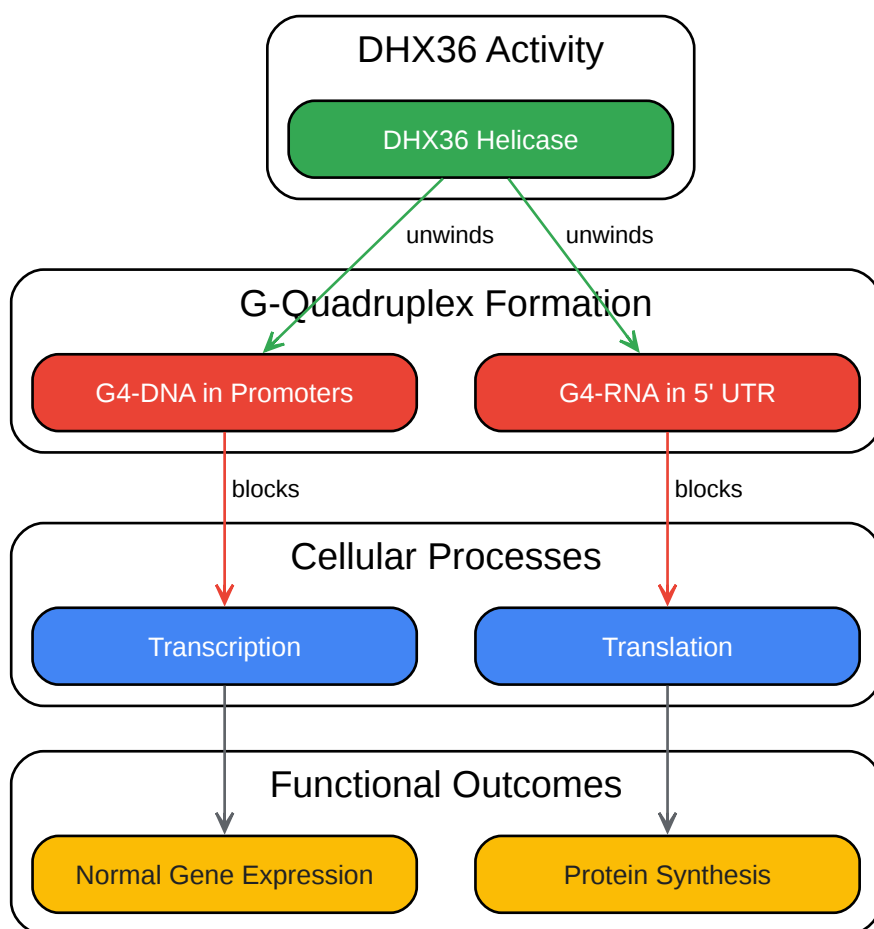 DHX36 Activity
DHX36 Helicase
unwinds
unwinds
G-Quadruplex Formation
G4-DNA in Promoters
G4-RNA in 5' UTR
blocks
blocks
Cellular Processes
Transcription
Translation
Functional Outcomes
Normal Gene Expression
Protein Synthesis